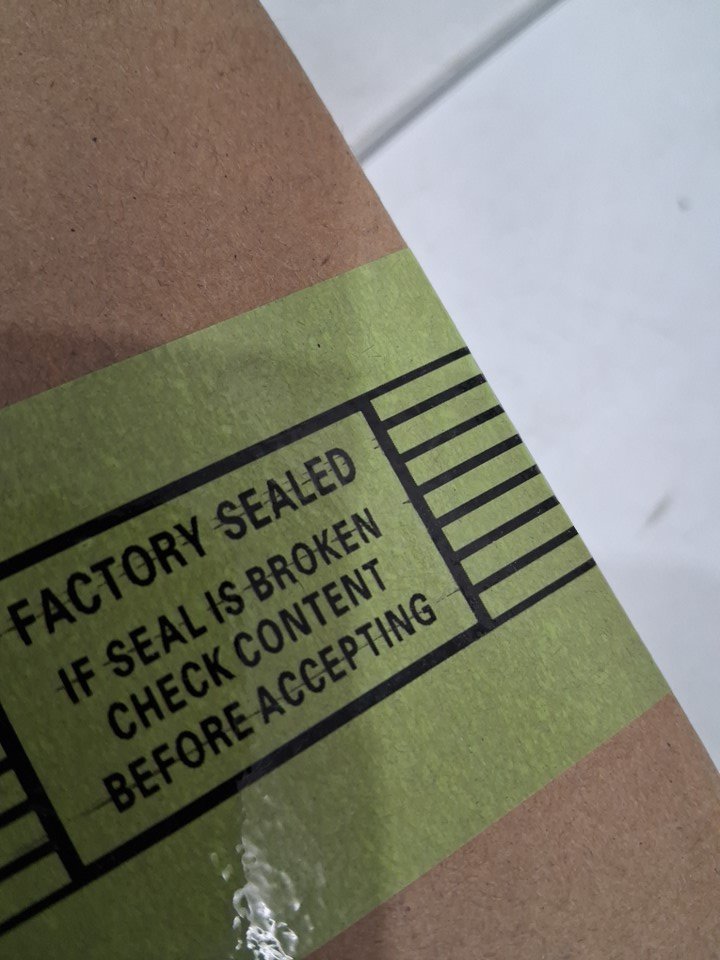 FACTORY SEALED
IF SEAL IS BROKEN
CHECK CONTENT
BEFORE ACCEPTING